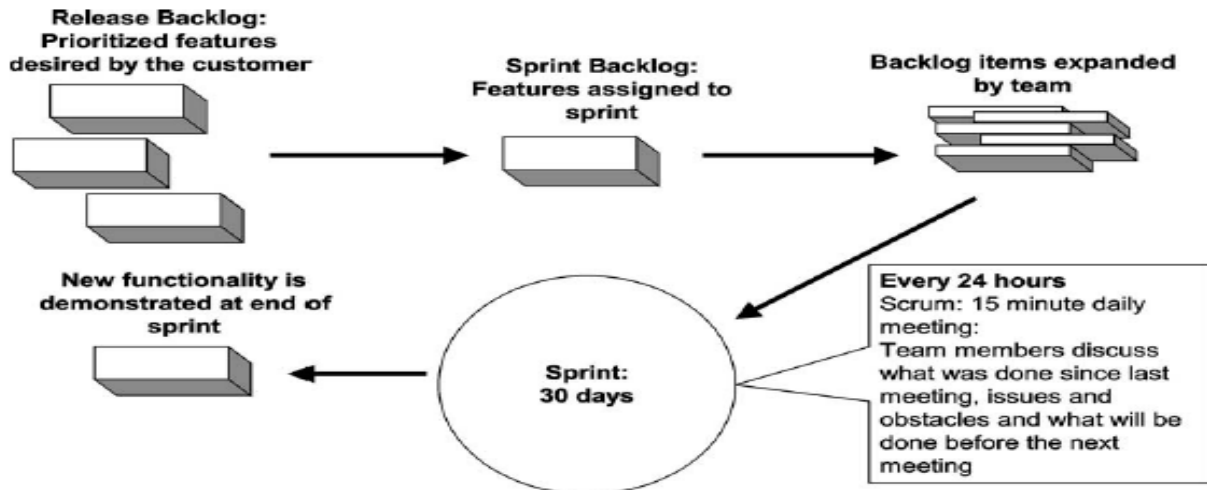 Release Backlog:
Prioritized features
desired by the customer
Sprint Backlog:
Features assigned to
sprint
Backlog items expanded
by team
New functionality is
demonstrated at end of
sprint
Sprint:
30 days
Every 24 hours
Scrum: 15 minute daily
meeting:
Team members discuss
what was done since last
meeting, issues and
obstacles and what will be
done before the next
meeting